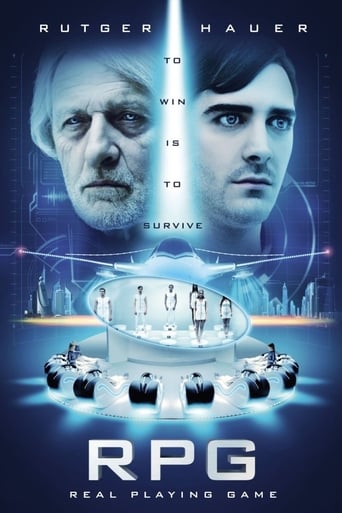 RUTGER HAUER
TO
WIN
IS
TO
SURVIVE
RPG
REAL PLAYING GAME